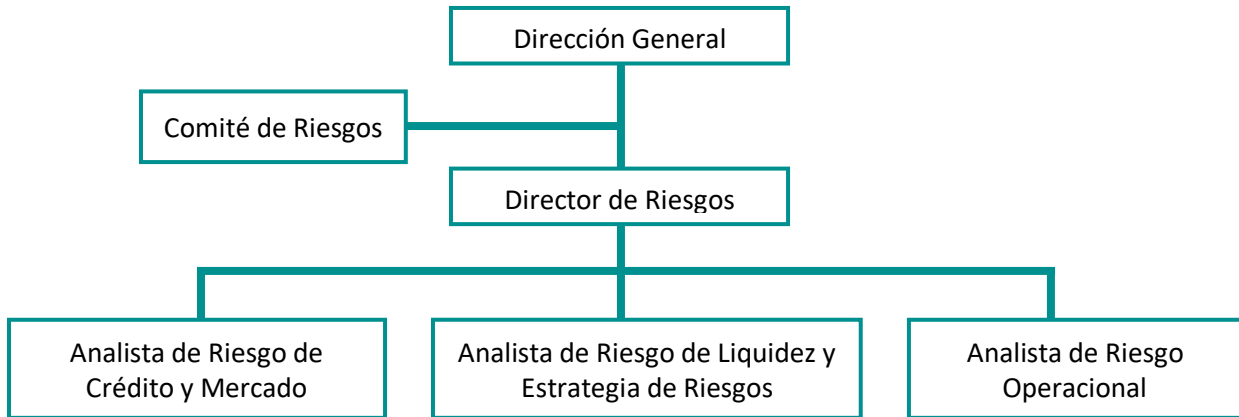 Dirección General
Comité de Riesgos
Director de Riesgos
Analista de Riesgo de
Crédito y Mercado
Analista de Riesgo de Liquidez y
Estrategia de Riesgos
Analista de Riesgo
Operacional